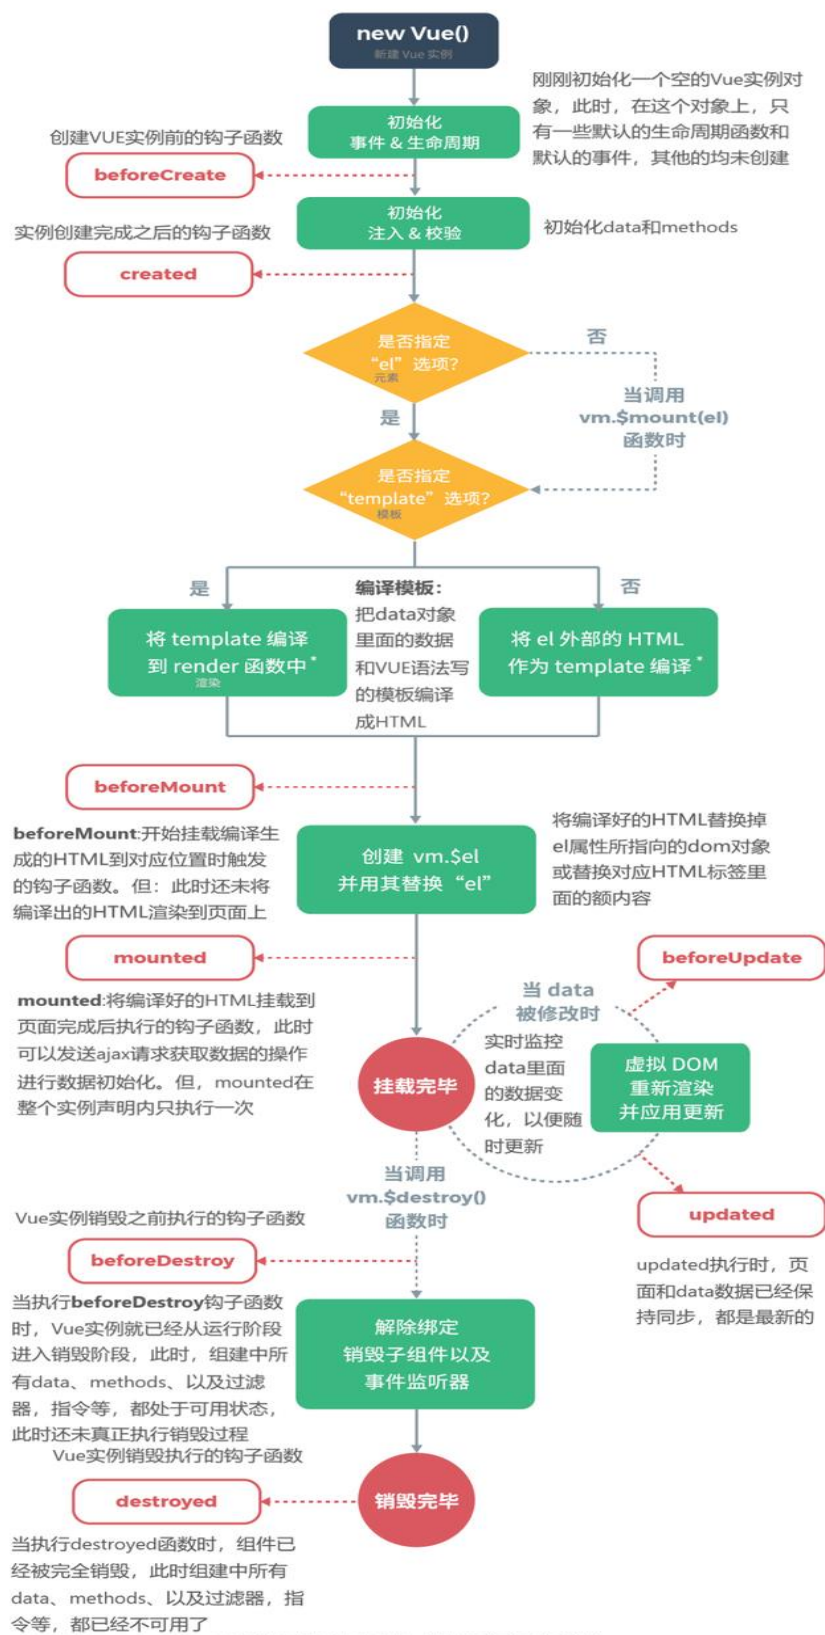 new Vue()
新建 Vue 实例
刚刚初始化一个空的Vue实例对
象，此时，在这个对象上，只
有一些默认的生命周期函数和
默认的事件，其他的均未创建
初始化
事件 & 生命周期
创建VUE实例前的钩子函数
beforeCreate
初始化
注入 & 校验
初始化data和methods
实例创建完成之后的钩子函数
created
是否指定
“el” 选项？
元素
否
当调用
vm.$mount(el)
函数时
是
是否指定
“template” 选项？
模板
是
编译模板：
把data对象
里面的数据
和VUE语法写
的模板编译
成HTML
否
将 template 编译
到 render 函数中 *
渲染
将 el 外部的 HTML
作为 template 编译 *
beforeMount
beforeMount:开始挂载编译生
成的HTML到对应位置时触发
的钩子函数。但：此时还未将
编译出的HTML渲染到页面上
创建 vm.$el
并用其替换 “el”
将编译好的HTML替换掉
el属性所指向的dom对象
或替换对应HTML标签里
面的额内容
mounted
mounted:将编译好的HTML挂载到
页面完成后执行的钩子函数，此时
可以发送ajax请求获取数据的操作
进行数据初始化。但，mounted在
整个实例声明内只执行一次
beforeUpdate
当 data
被修改时
实时监控
data里面
的数据变
化，以便随
时更新
挂载完毕
虚拟 DOM
重新渲染
并应用更新
当调用
vm.$destroy()
函数时
updated
updated执行时，页
面和data数据已经保
持同步，都是最新的
Vue实例销毁之前执行的钩子函数
beforeDestroy
当执行beforeDestroy钩子函数
时，Vue实例就已经从运行阶段
进入销毁阶段，此时，组建中所
有data、methods、以及过滤
器，指令等，都处于可用状态，
此时还未真正执行销毁过程
解除绑定
销毁子组件以及
事件监听器
Vue实例销毁执行的钩子函数
destroyed
销毁完毕
当执行destroyed函数时，组件已
经被完全销毁，此时组建中所有
data、methods、以及过滤器，指
令等，都已经不可用了